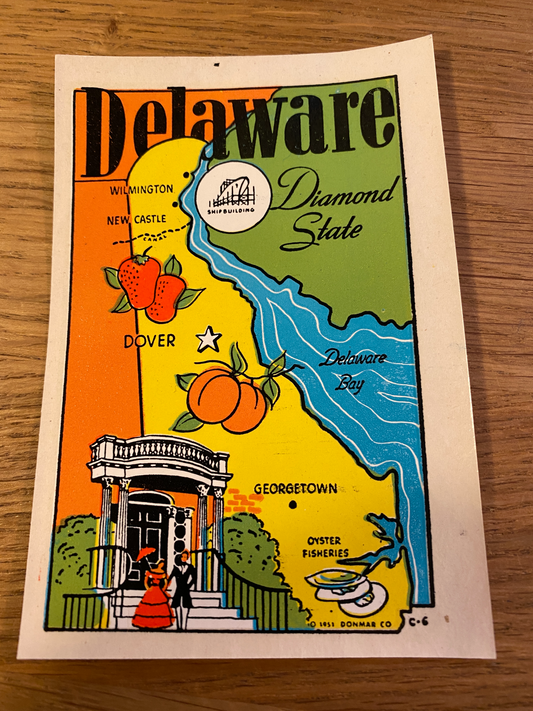 Delaware
WILMINGTON
NEW CASTLE
CANAL
SHIPBUILDING
Diamond
State
DOVER
Delaware
Bay
GEORGETOWN
OYSTER
FISHERIES
© 1951 DONMAR CO
C-6